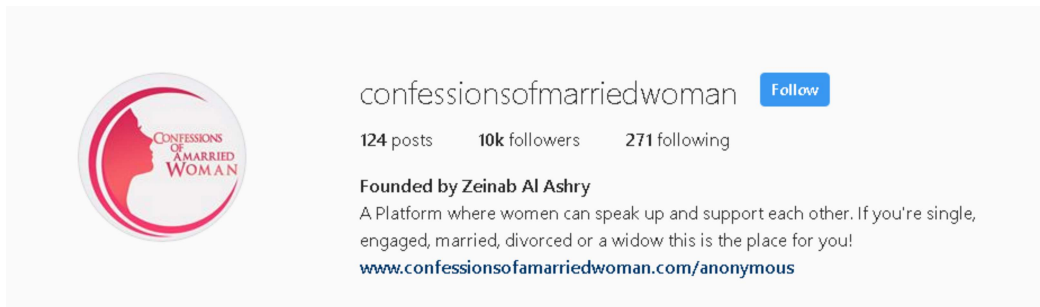 CONFESSIONS
OF
A MARRIED
WOMAN
confessionsofmarriedwoman Follow
124 posts 10k followers 271 following
Founded by Zeinab Al Ashry
A Platform where women can speak up and support each other. If you're single,
engaged, married, divorced or a widow this is the place for you!
www.confessionsofamarriedwoman.com/anonymous